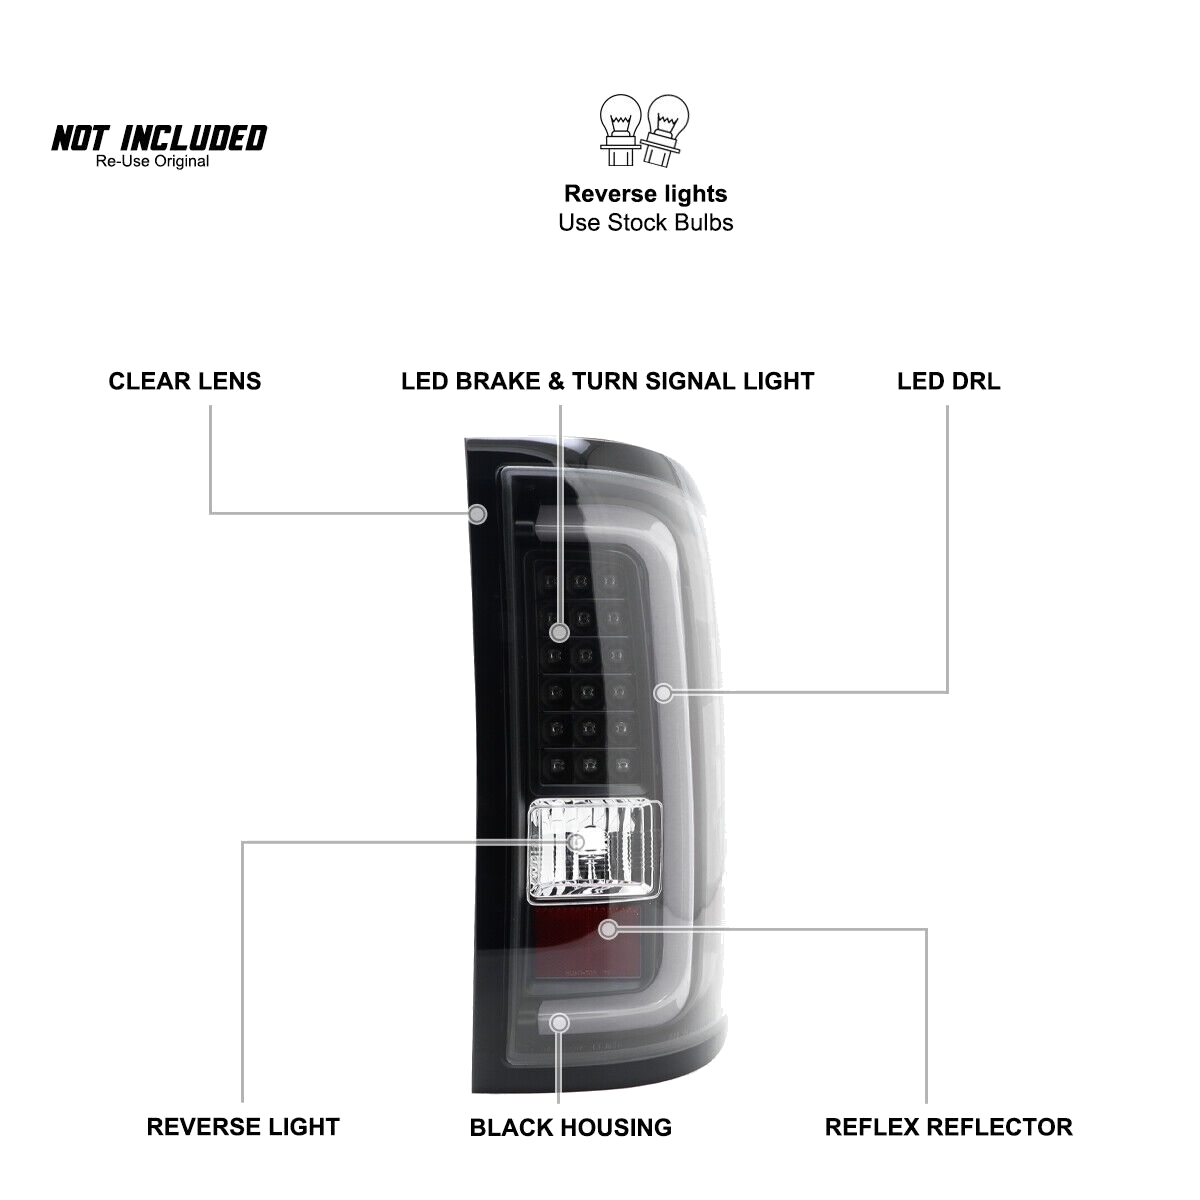 NOT INCLUDED
Re-Use Original
Reverse lights
Use Stock Bulbs
CLEAR LENS
LED BRAKE & TURN SIGNAL LIGHT
LED DRL
REVERSE LIGHT
BLACK HOUSING
REFLEX REFLECTOR